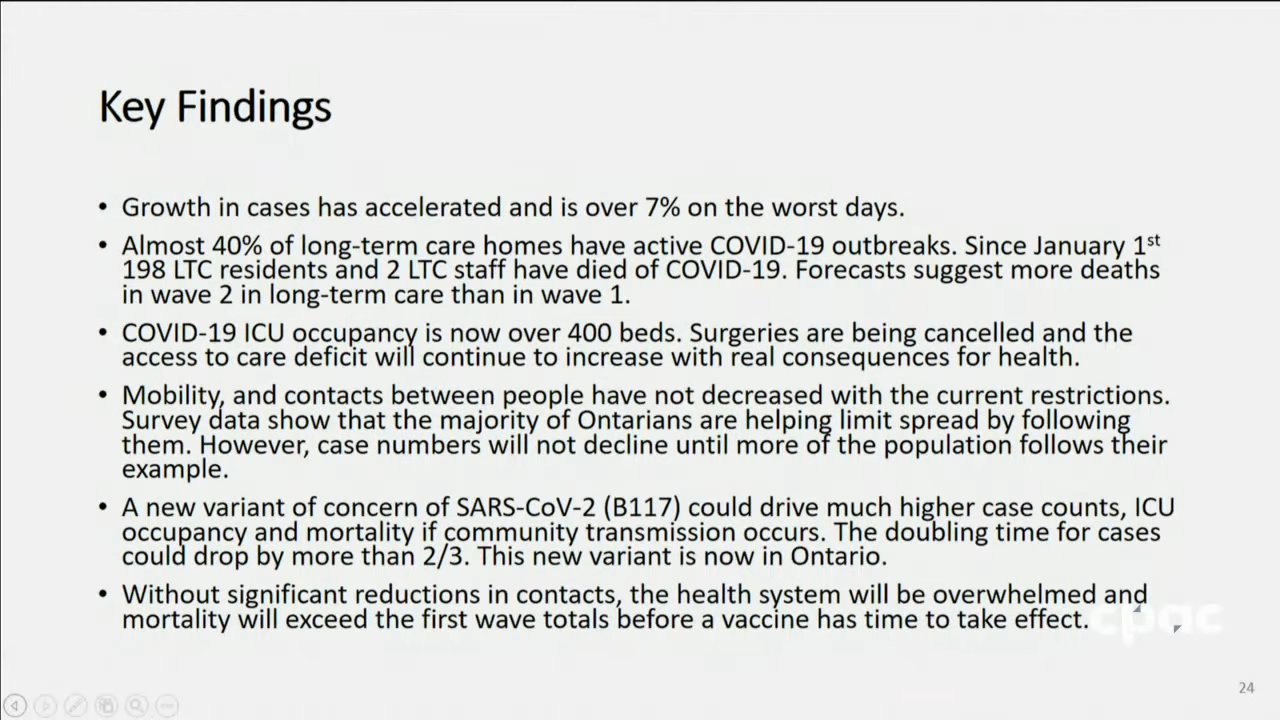 Key Findings
• Growth in cases has accelerated and is over 7% on the worst days.
• Almost 40% of long-term care homes have active COVID-19 outbreaks. Since January 1st
198 LTC residents and 2 LTC staff have died of COVID-19. Forecasts suggest more deaths
in wave 2 in long-term care than in wave 1.
• COVID-19 ICU occupancy is now over 400 beds. Surgeries are being cancelled and the
access to care deficit will continue to increase with real consequences for health.
• Mobility, and contacts between people have not decreased with the current restrictions.
Survey data show that the majority of Ontarians are helping limit spread by following
them. However, case numbers will not decline until more of the population follows their
example.
• A new variant of concern of SARS-CoV-2 (B117) could drive much higher case counts, ICU
occupancy and mortality if community transmission occurs. The doubling time for cases
could drop by more than 2/3. This new variant is now in Ontario.
• Without significant reductions in contacts, the health system will be overwhelmed and
mortality will exceed the first wave totals before a vaccine has time to take effect.
cpac
24